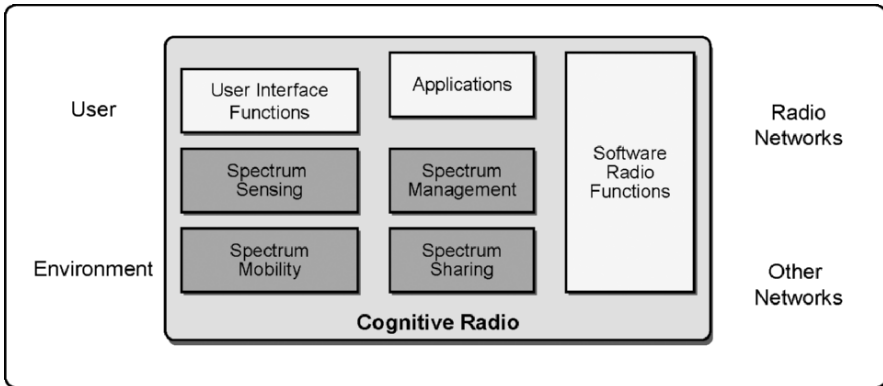 User
Environment
User Interface
Functions
Applications
Spectrum
Sensing
Spectrum
Management
Spectrum
Mobility
Spectrum
Sharing
Software
Radio
Functions
Cognitive Radio
Radio
Networks
Other
Networks